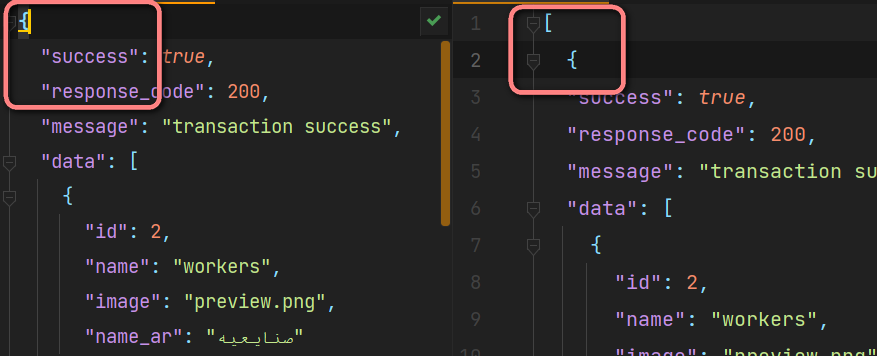 {
"success": true,
"response_code": 200,
"message": "transaction success",
"data": [
{
"id": 2,
"name": "workers",
"image": "preview.png",
"name_ar": "صنايعيه"
1 [
2 {
3 "success": true,
4 "response_code": 200,
5 "message": "transaction su
6 "data": [
7 {
8 "id": 2,
9 "name": "workers"
10 "image": "preview.png"